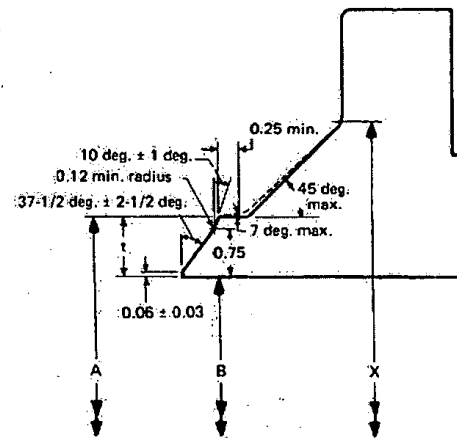 0.25 min.
10 deg. ± 1 deg.
0.12 min. radius
37-1/2 deg. ± 2-1/2 deg.
45 deg.
max.
7 deg. max.
t
0.75
0.06 ± 0.03
A
B
X